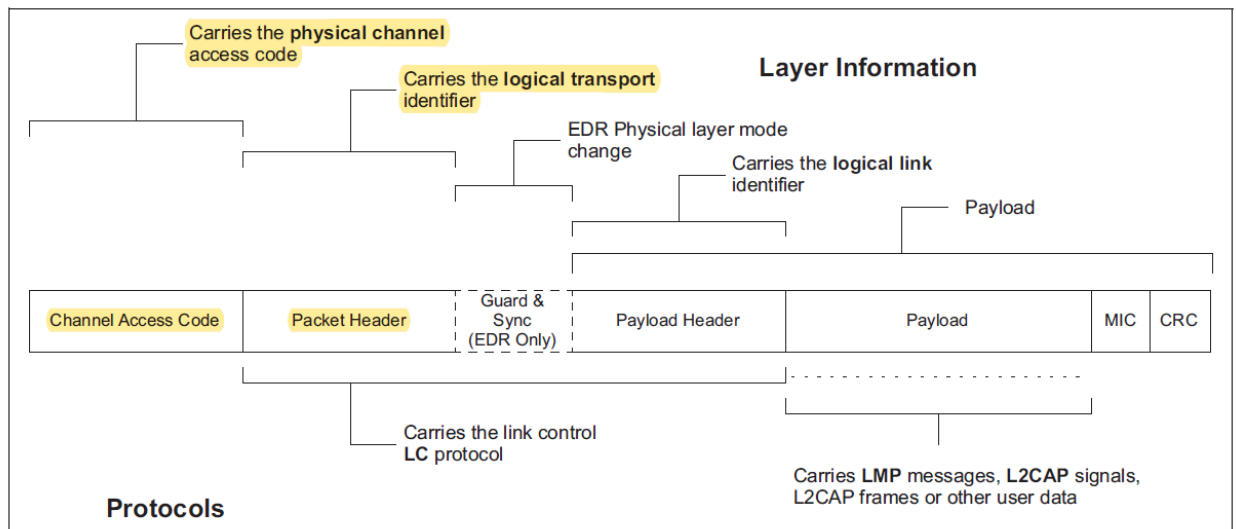 Carries the physical channel
access code
Layer Information
Carries the logical transport
identifier
EDR Physical layer mode
change
Carries the logical link
identifier
Payload
Channel Access Code
Packet Header
Guard &
Sync
(EDR Only)
Payload Header
Payload
MIC
CRC
Carries the link control
LC protocol
Carries LMP messages, L2CAP signals,
L2CAP frames or other user data
Protocols